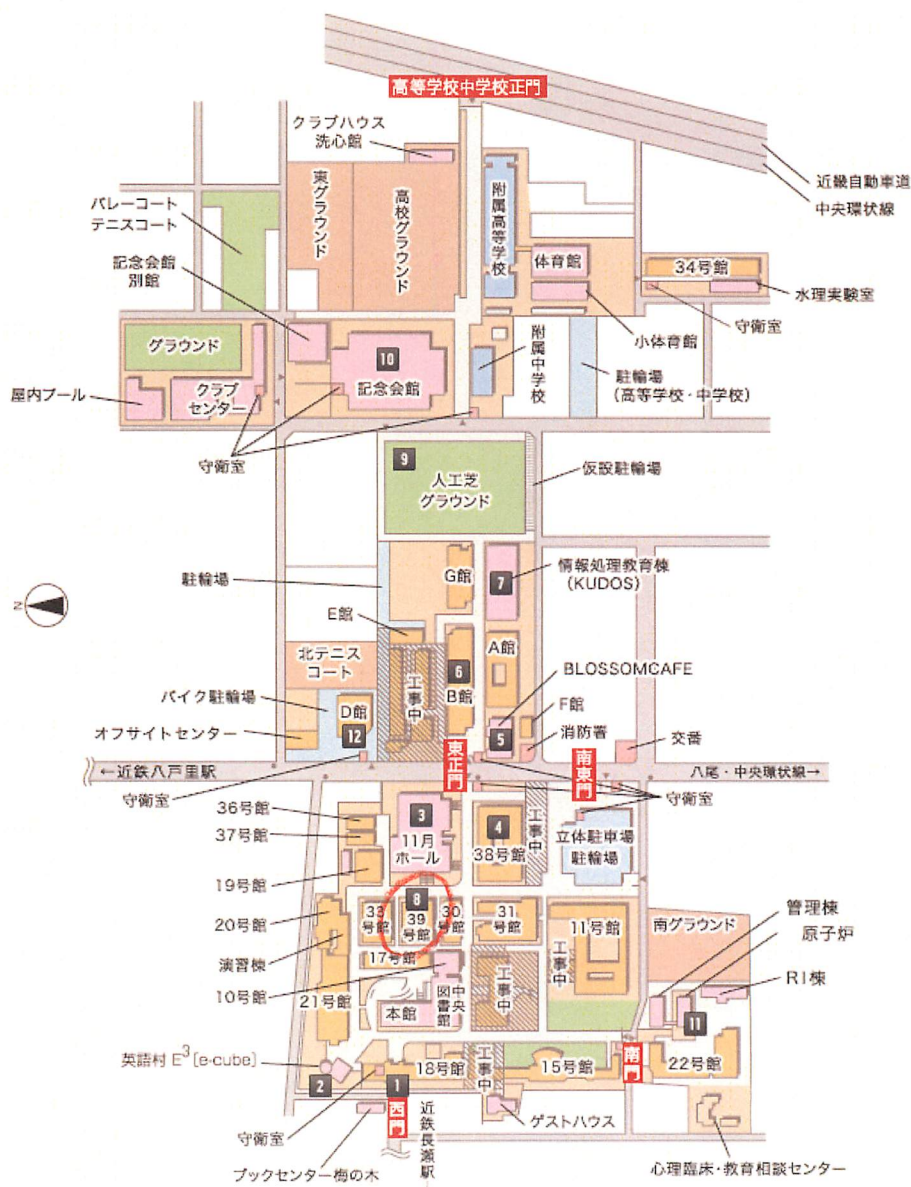 高等学校中学校正門
クラブハウス
洗心館
近畿自動車道
中央環状線
バレーコート
テニスコート
東グラウンド
高校グラウンド
附属高等学校
体育館
34号館
水理実験室
守衛室
小体育館
記念会館
別館
グラウンド
10
記念会館
附属中学校
駐輪場
(高等学校・中学校)
屋内プール
クラブ
センター
守衛室
9
人工芝
グラウンド
仮設駐輪場
駐輪場
G館
7
情報処理教育棟
(KUDOS)
N
E館
北テニス
コート
工事中
6
B館
A館
BLOSSOMCAFE
バイク駐輪場
D館
12
オフサイトセンター
5
F館
消防署
交番
東正門
南東門
←近鉄八戸里駅
八尾・中央環状線→
守衛室
守衛室
36号館
37号館
3
11月
ホール
4
38号館
工事中
立体駐車場
駐輪場
19号館
20号館
演習棟
33
号館
8
39
号館
30
号館
31
号館
11号館
南グラウンド
管理棟
原子炉
RI棟
17号館
10号館
21号館
本館
中央
図書館
工事中
工事中
11
英語村 E³[e-cube]
2
1
18号館
工事中
15号館
南門
22号館
守衛室
西門
近鉄長瀬駅
ゲストハウス
ブックセンター梅の木
心理臨床・教育相談センター